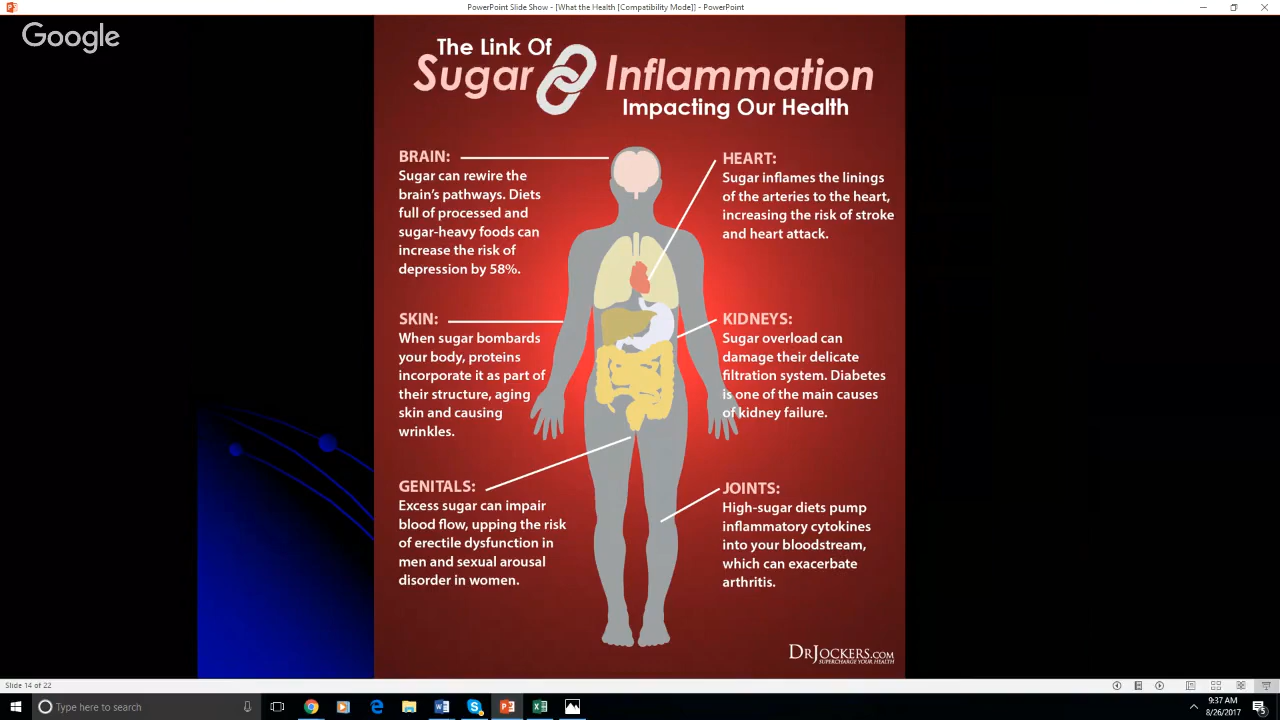 PowerPoint Slide Show - [What the Health [Compatibility Mode]] - PowerPoint
Google
The Link Of
Sugar Inflammation
Impacting Our Health
BRAIN:
Sugar can rewire the
brain's pathways. Diets
full of processed and
sugar-heavy foods can
increase the risk of
depression by 58%.
HEART:
Sugar inflames the linings
of the arteries to the heart,
increasing the risk of stroke
and heart attack.
SKIN:
When sugar bombards
your body, proteins
incorporate it as part of
their structure, aging
skin and causing
wrinkles.
KIDNEYS:
Sugar overload can
damage their delicate
filtration system. Diabetes
is one of the main causes
of kidney failure.
GENITALS:
Excess sugar can impair
blood flow, upping the risk
of erectile dysfunction in
men and sexual arousal
disorder in women.
JOINTS:
High-sugar diets pump
inflammatory cytokines
into your bloodstream,
which can exacerbate
arthritis.
DRJOCKERS.COM
SUPERCHARGE YOUR HEALTH
Slide 14 of 22
Type here to search
9:37 AM
8/26/2017